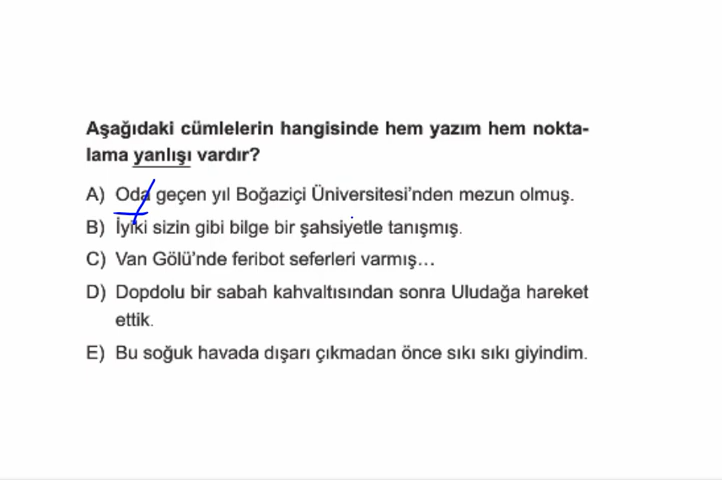 Aşağıdaki cümlelerin hangisinde hem yazım hem nokta-
lama yanlışı vardır?
A) Oda geçen yıl Boğaziçi Üniversitesi'nden mezun olmuş.
B) İyiki sizin gibi bilge bir şahsiyetle tanışmış.
C) Van Gölü'nde feribot seferleri varmış...
D) Dopdolu bir sabah kahvaltısından sonra Uludağa hareket
ettik.
E) Bu soğuk havada dışarı çıkmadan önce sıkı sıkı giyindim.